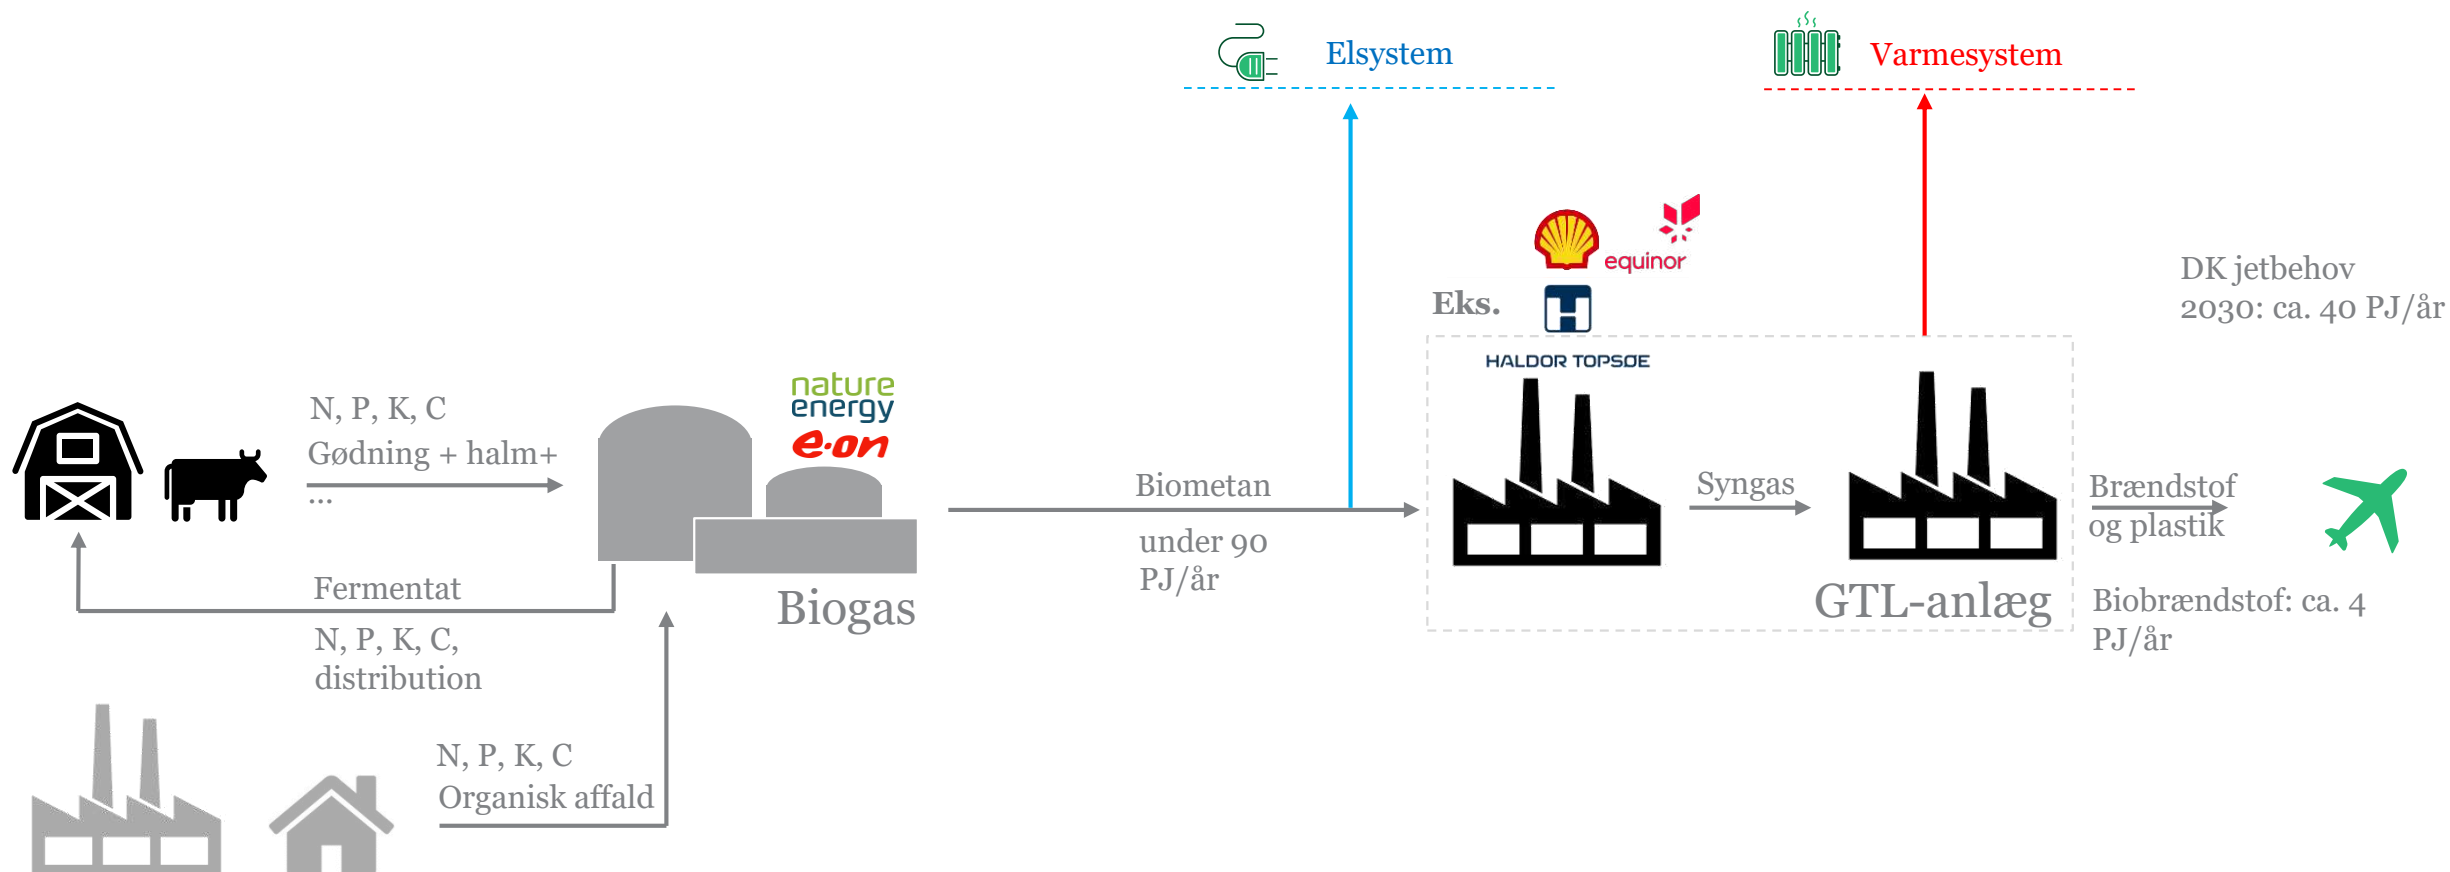 Elsystem
Varmesystem
equinor
DK jetbehov
2030: ca. 40 PJ/år
Eks.
HALDOR TOPSØE
nature
energy
e·on
N, P, K, C
Gødning + halm+
...
Biometan
under 90
PJ/år
Syngas
Brændstof
og plastik
Fermentat
N, P, K, C,
distribution
Biogas
GTL-anlæg
Biobrændstof: ca. 4
PJ/år
N, P, K, C
Organisk affald